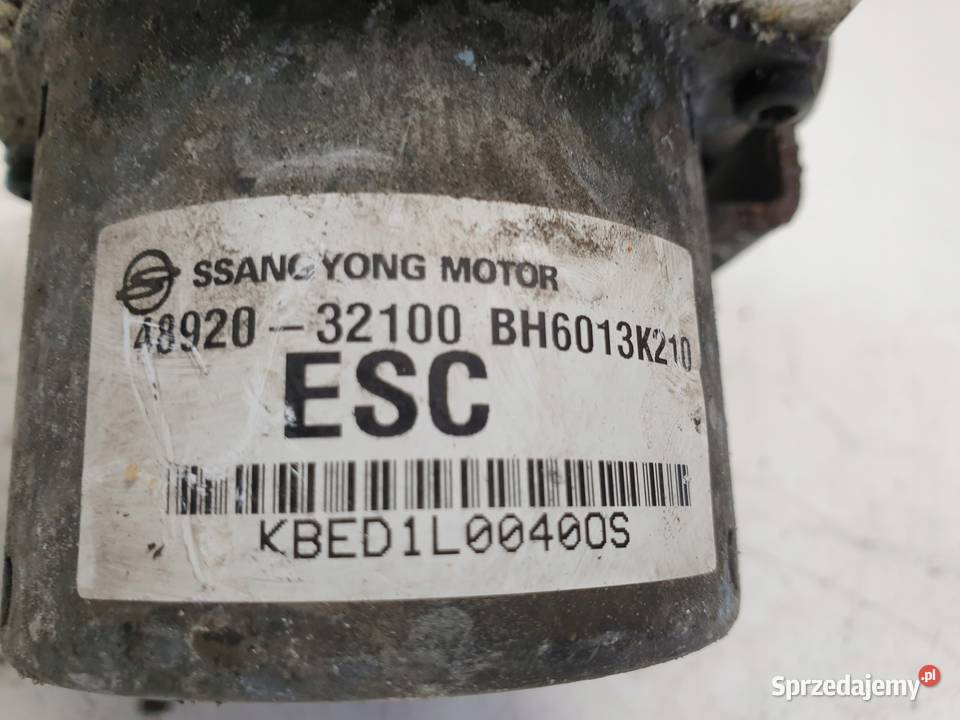 SSANGYONG MOTOR
48920-32100 BH6013K210
ESC
KBED1L00400S
Sprzedajemy.pl